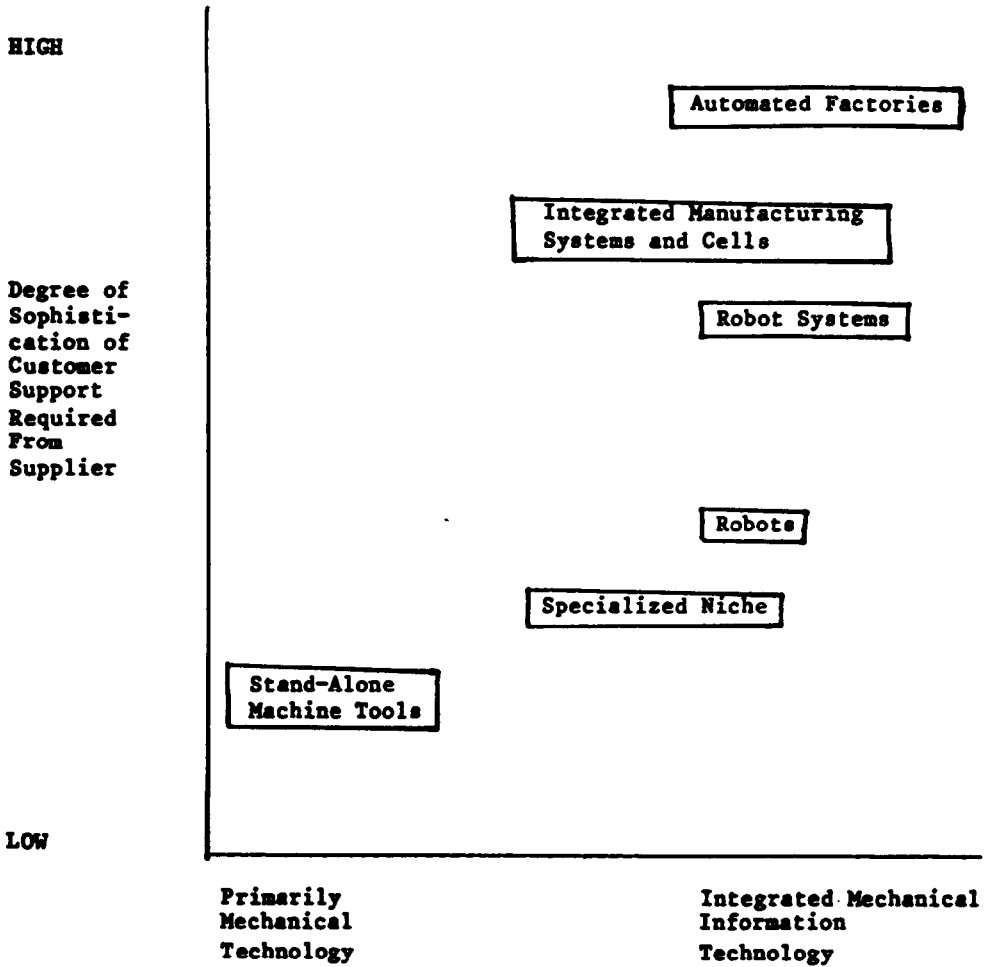 HIGH
Automated Factories
Integrated Manufacturing
Systems and Cells
Degree of
Sophisti-
cation of
Customer
Support
Required
From
Supplier
Robot Systems
Robots
Specialized Niche
Stand-Alone
Machine Tools
LOW
Primarily
Mechanical
Technology
Integrated Mechanical
Information
Technology